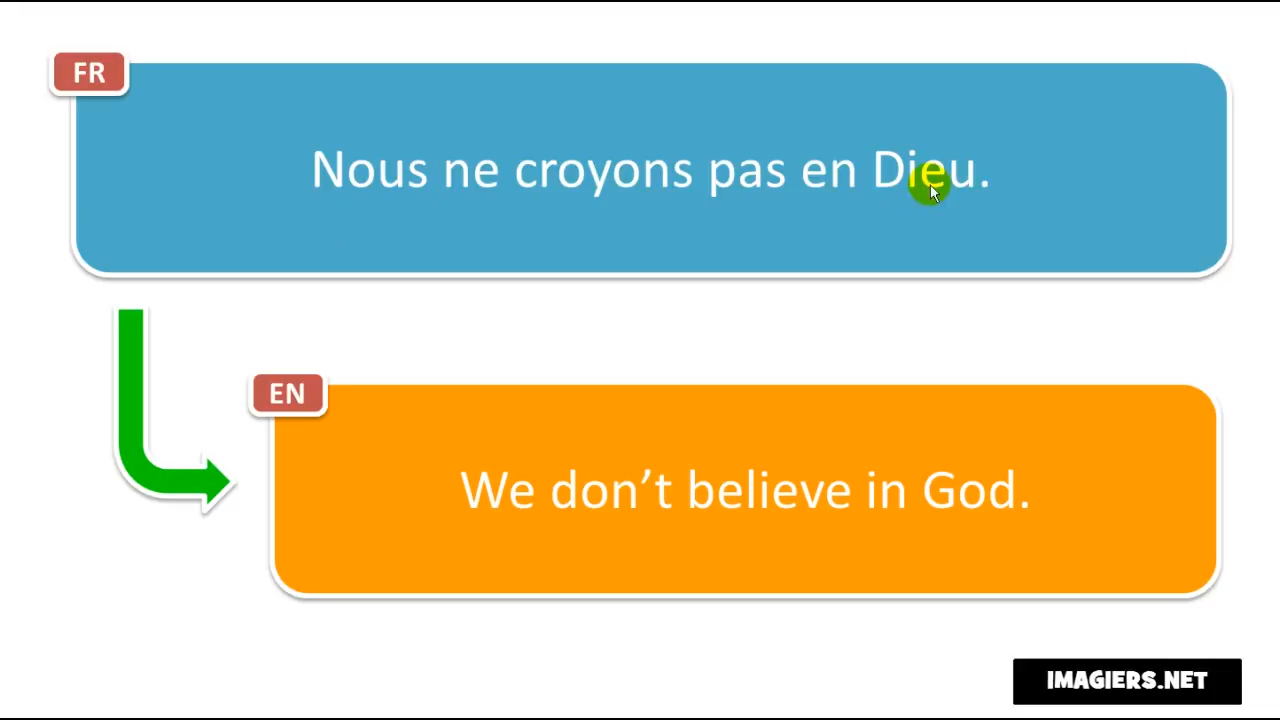 FR
Nous ne croyons pas en Dieu.
EN
We don’t believe in God.
IMAGIERS.NET